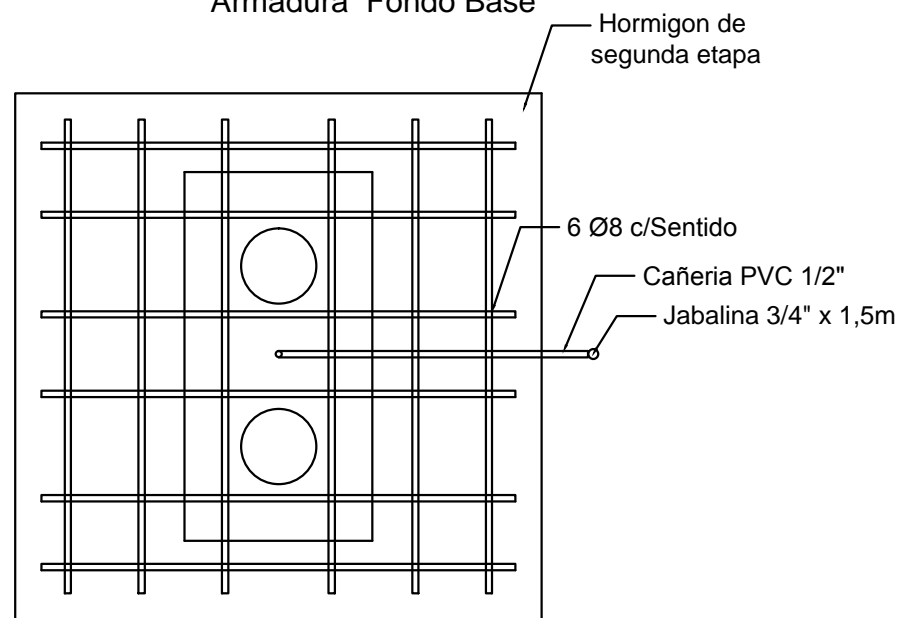 Armadura Fondo Base
Hormigon de
segunda etapa
6 Ø8 c/Sentido
Cañeria PVC 1/2"
Jabalina 3/4" x 1,5m